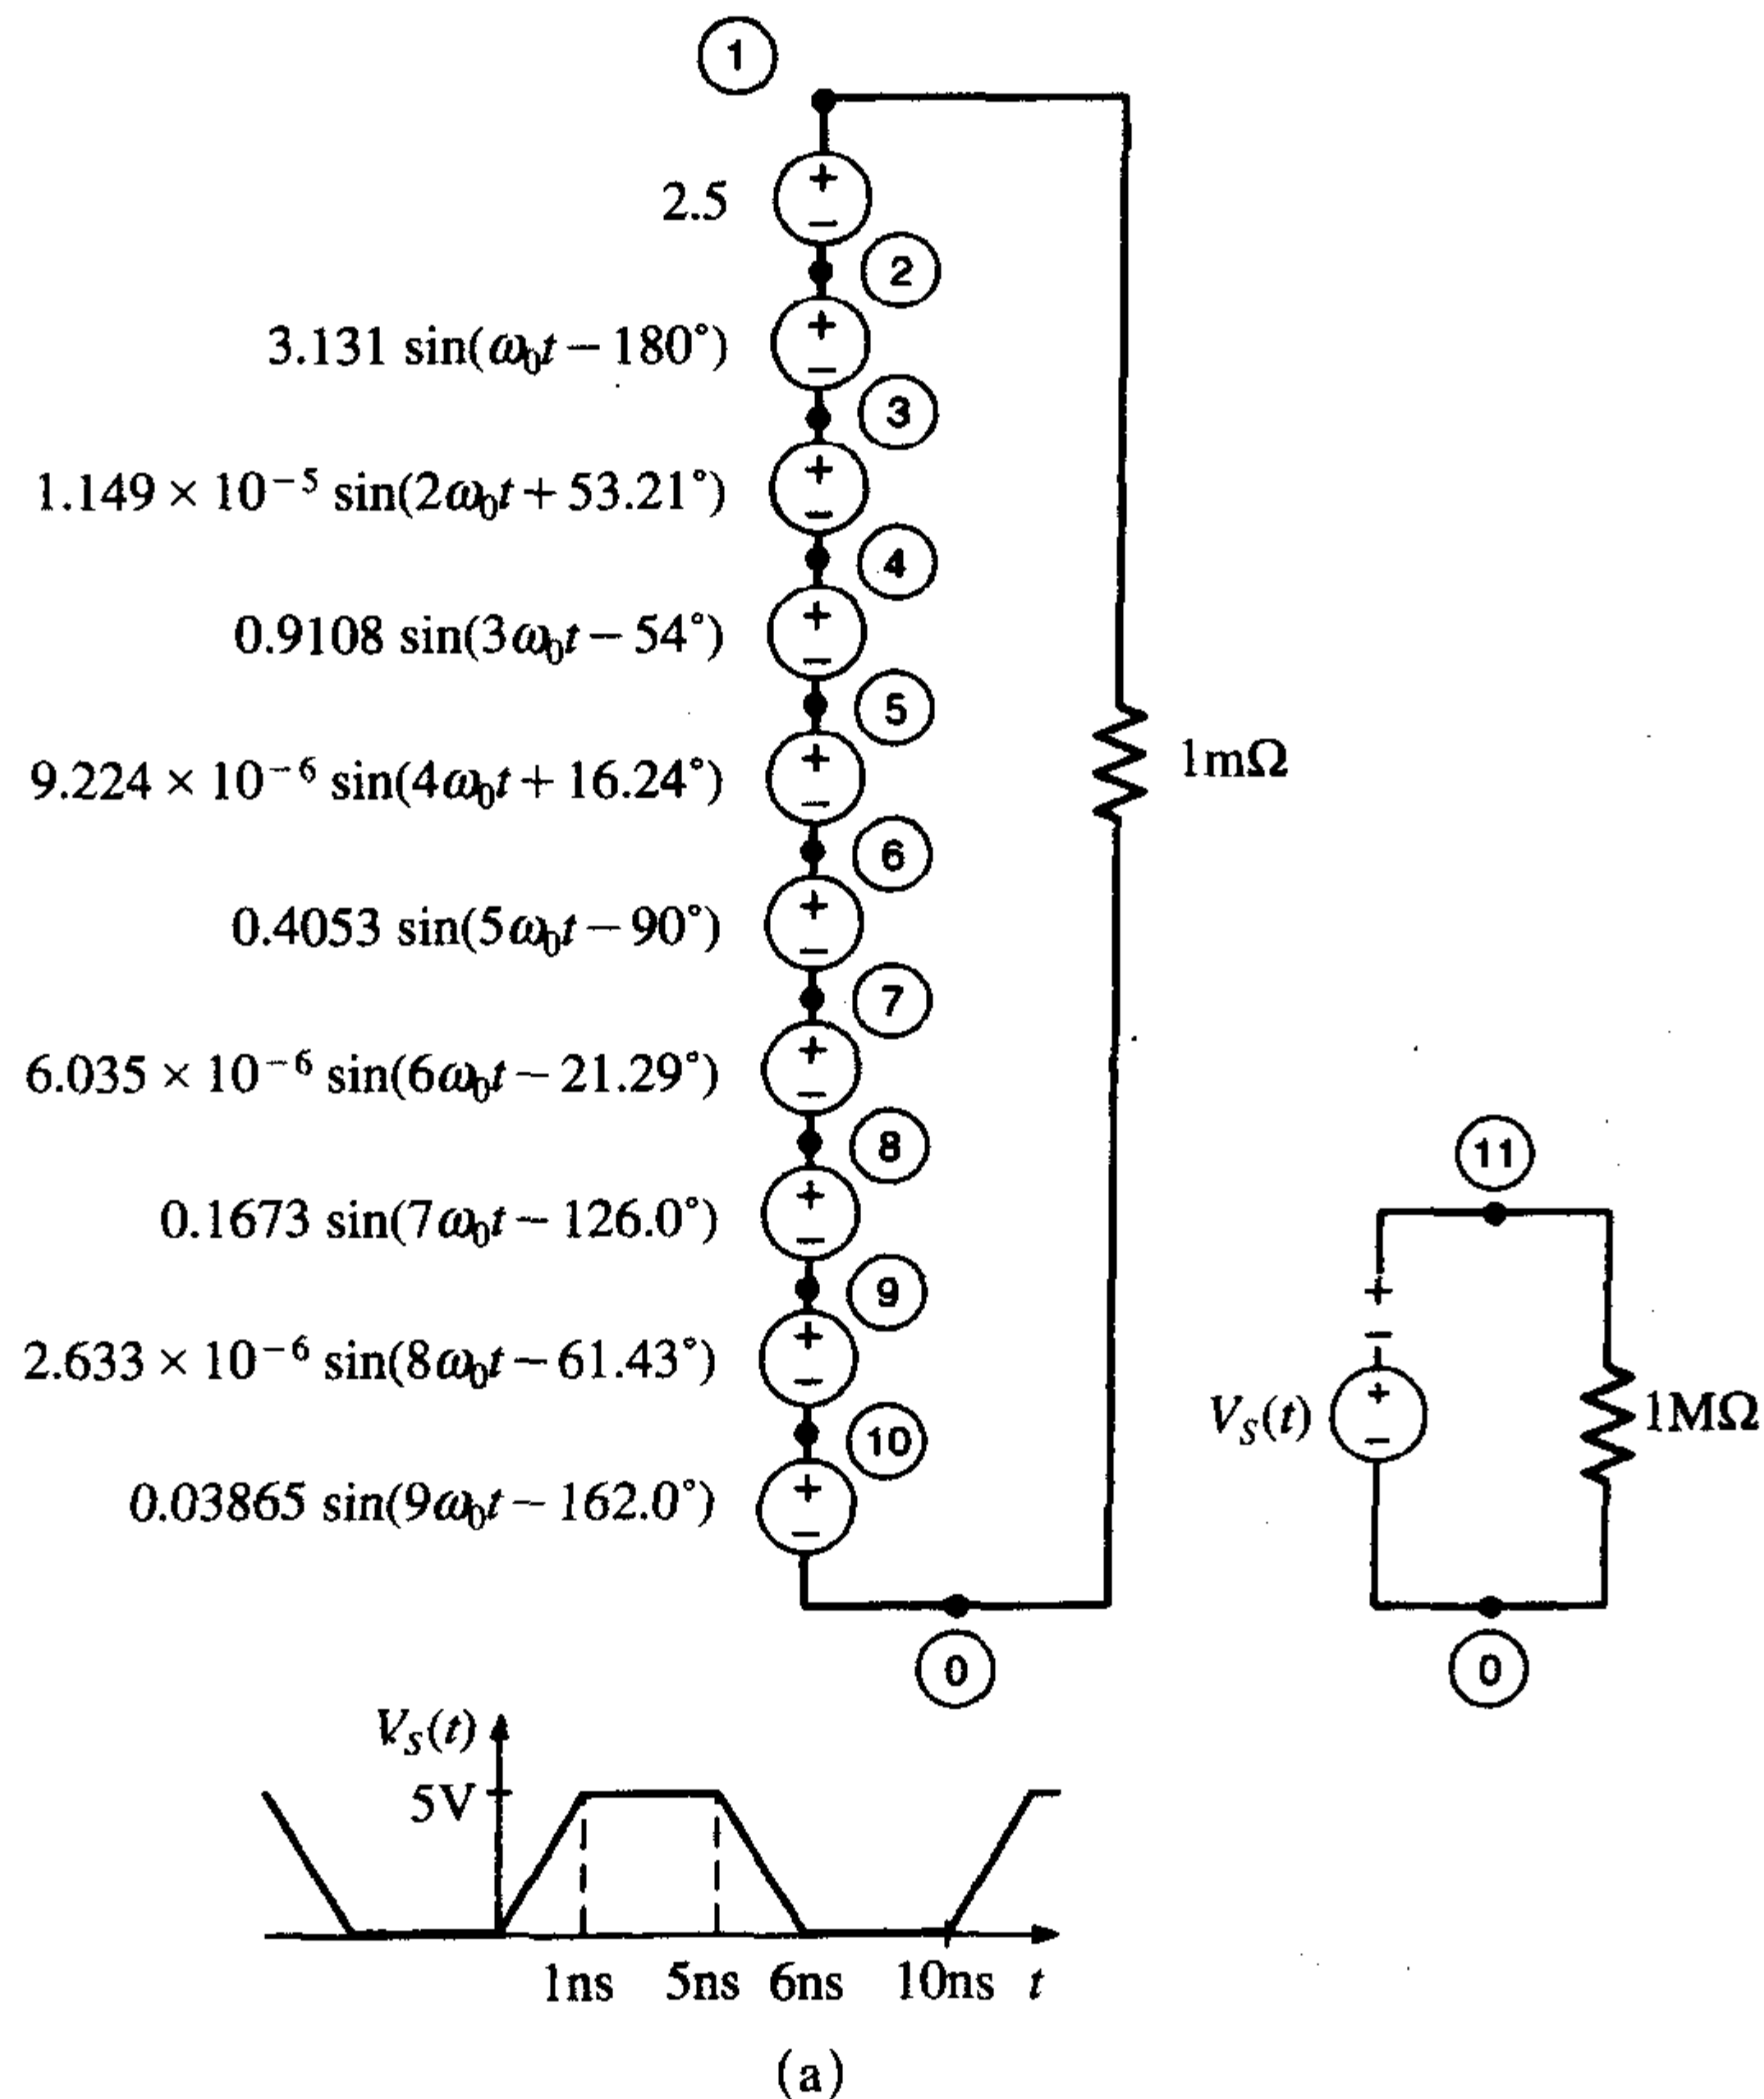 1
2.5
2
3.131 sin(ω₀t − 180°)
3
1.149 × 10⁻⁵ sin(2ω₀t + 53.21°)
4
0.9108 sin(3ω₀t − 54°)
5
9.224 × 10⁻⁶ sin(4ω₀t + 16.24°)
1mΩ
6
0.4053 sin(5ω₀t − 90°)
7
6.035 × 10⁻⁶ sin(6ω₀t − 21.29°)
8
0.1673 sin(7ω₀t − 126.0°)
9
2.633 × 10⁻⁶ sin(8ω₀t − 61.43°)
10
0.03865 sin(9ω₀t − 162.0°)
0
11
V_S(t)
1MΩ
0
V_S(t)
5V
1ns 5ns 6ns 10ns t
(a)